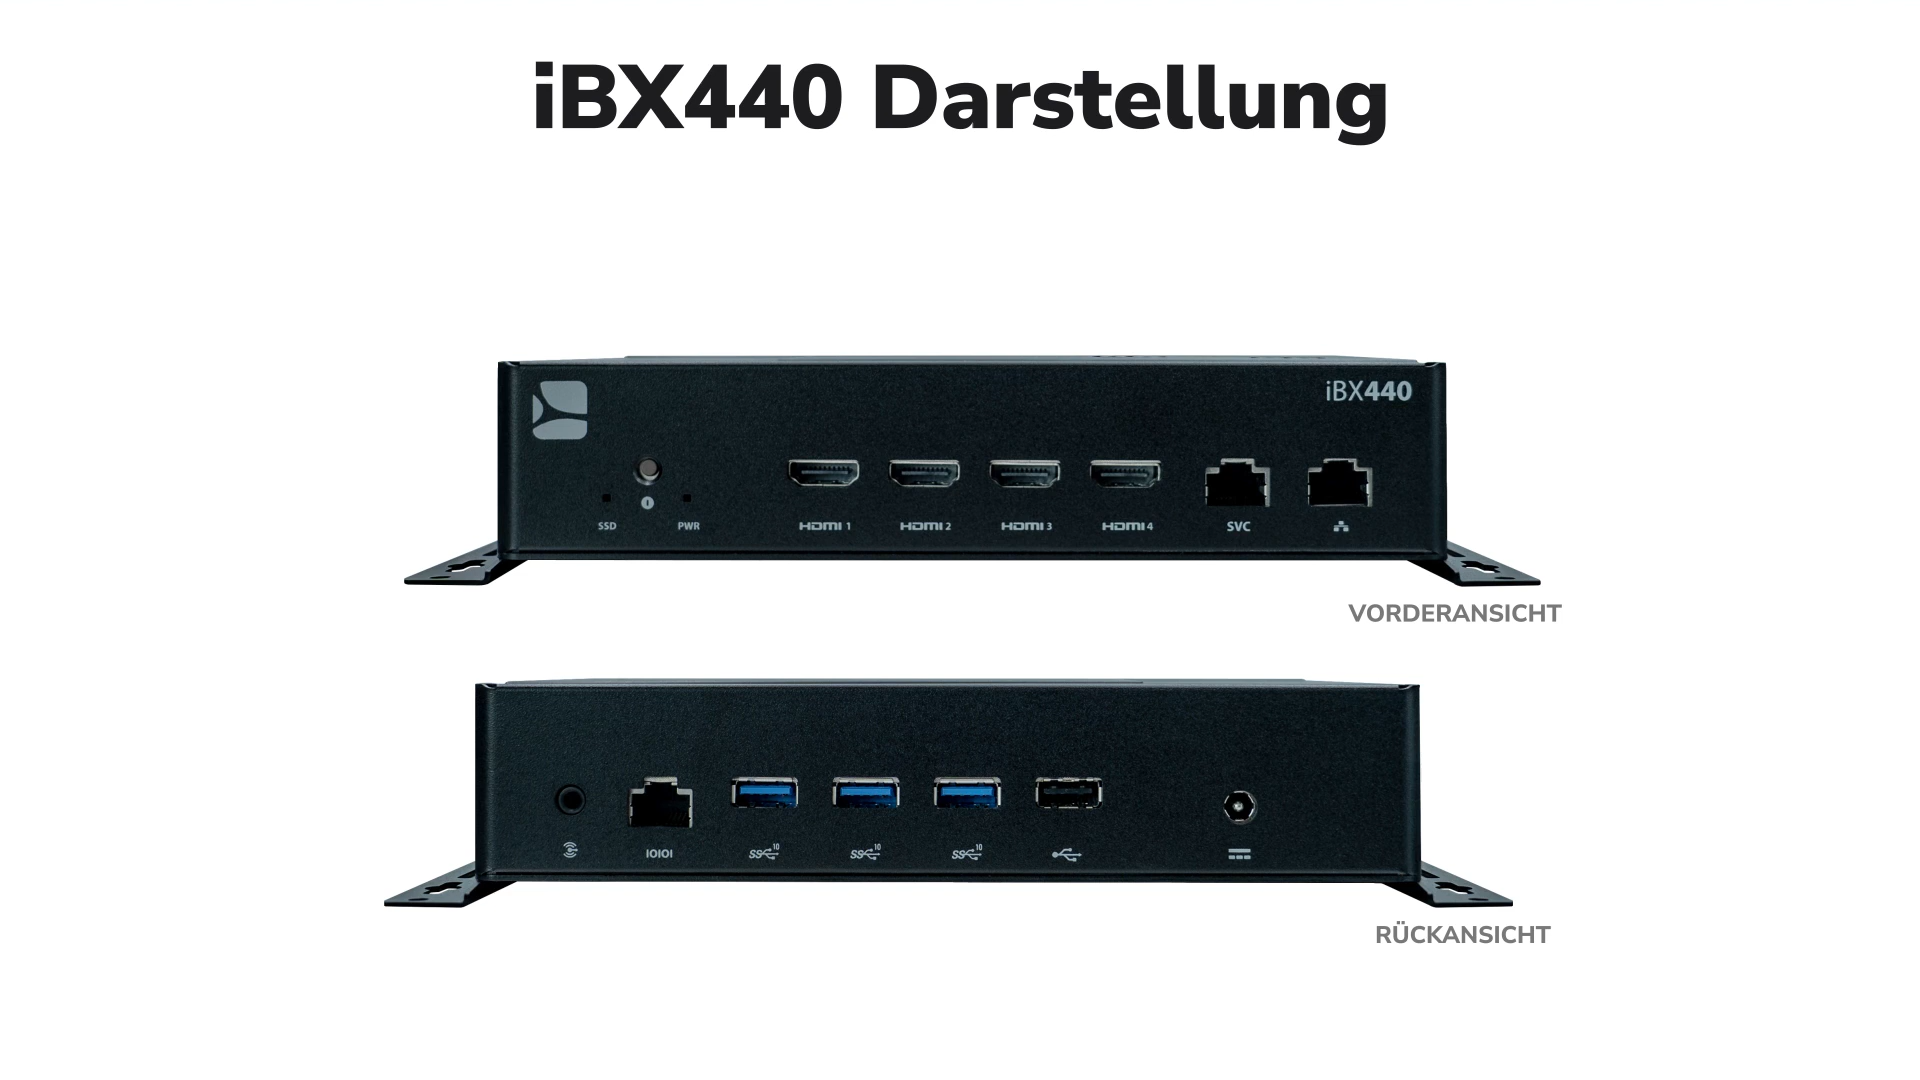 iBX440 Darstellung
iBX440
SSD
PWR
HDMI 1
HDMI 2
HDMI 3
HDMI 4
SVC
VORDERANSICHT
IOIOI
SS 10
SS 10
SS 10
RÜCKANSICHT